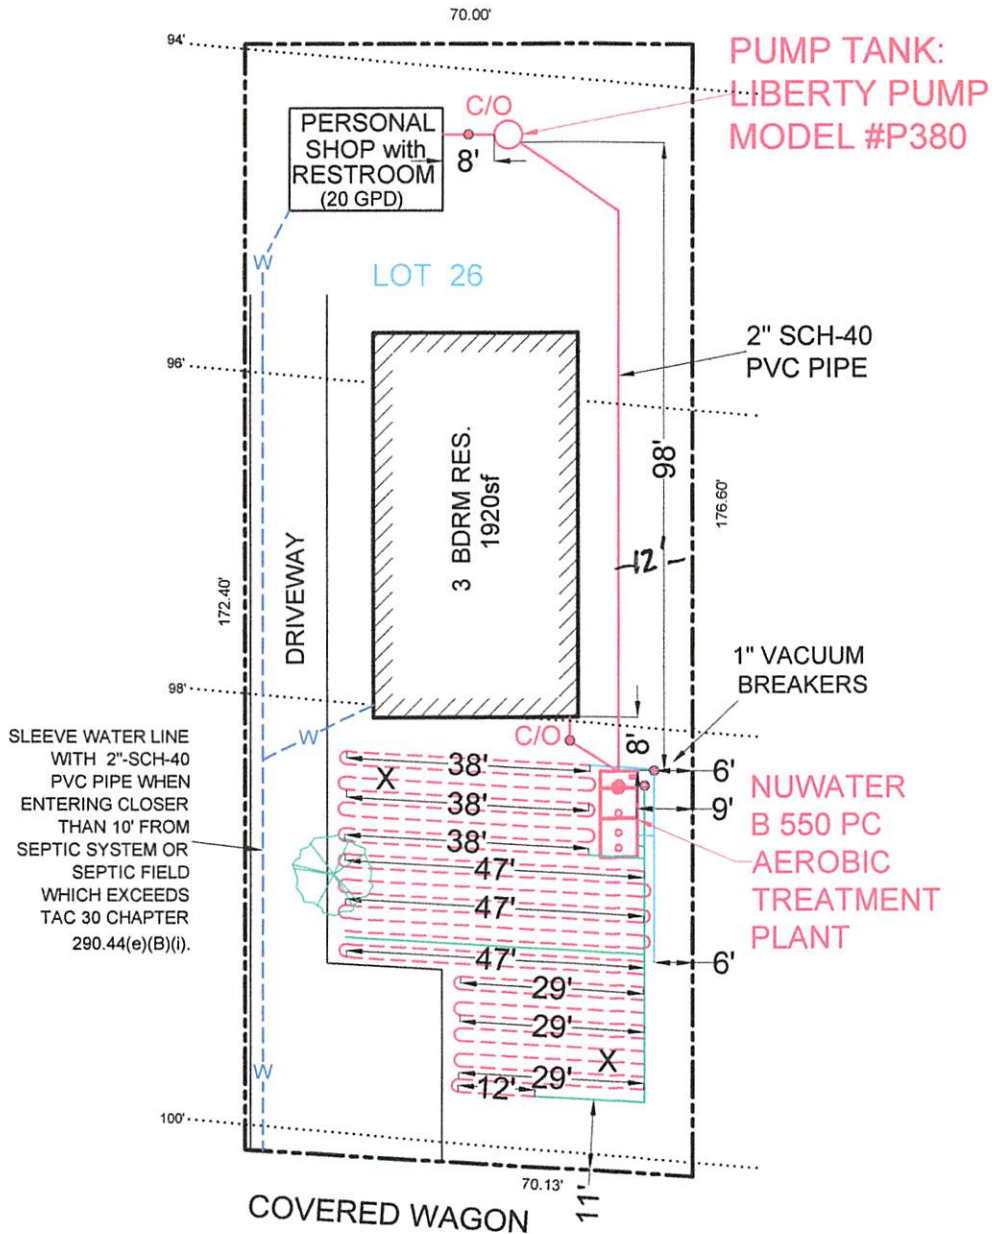 70.00'
94'
PUMP TANK:
LIBERTY PUMP
MODEL #P380
C/O
PERSONAL
SHOP with
RESTROOM
(20 GPD)
8'
W
LOT 26
2" SCH-40
PVC PIPE
96'
98'
176.60'
3 BDRM RES.
1920sf
12'
172.40'
DRIVEWAY
1" VACUUM
BREAKERS
98'
C/O
8'
W
SLEEVE WATER LINE
WITH 2"-SCH-40
PVC PIPE WHEN
ENTERING CLOSER
THAN 10' FROM
SEPTIC SYSTEM OR
SEPTIC FIELD
WHICH EXCEEDS
TAC 30 CHAPTER
290.44(e)(B)(i).
38'
X
38'
38'
47'
47'
47'
29'
29'
X
29'
12'
6'
9'
NUWATER
B 550 PC
AEROBIC
TREATMENT
PLANT
6'
W
100'
70.13'
11'
COVERED WAGON